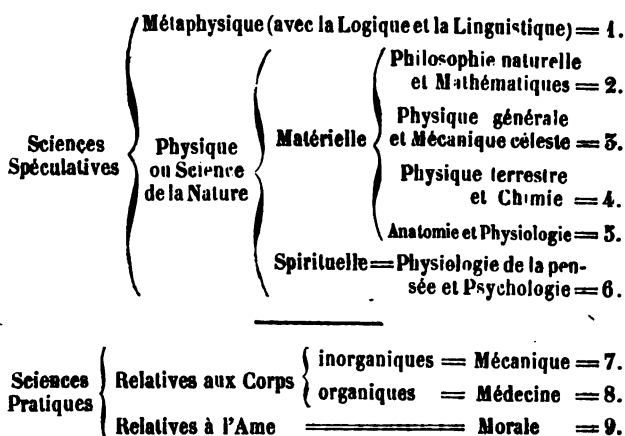 Métaphysique (avec la Logique et la Linguistique) = 1.
Philosophie naturelle
et Mathématiques = 2.
Physique générale
et Mécanique céleste = 3.
Sciences
Spéculatives
Physique
ou Science
de la Nature
Matérielle
Physique terrestre
et Chimie = 4.
Anatomie et Physiologie = 5.
Spirituelle = Physiologie de la pen-
sée et Psychologie = 6.
Sciences
Pratiques
Relatives aux Corps
inorganiques = Mécanique = 7.
organiques = Médecine = 8.
Relatives à l'Ame = Morale = 9.